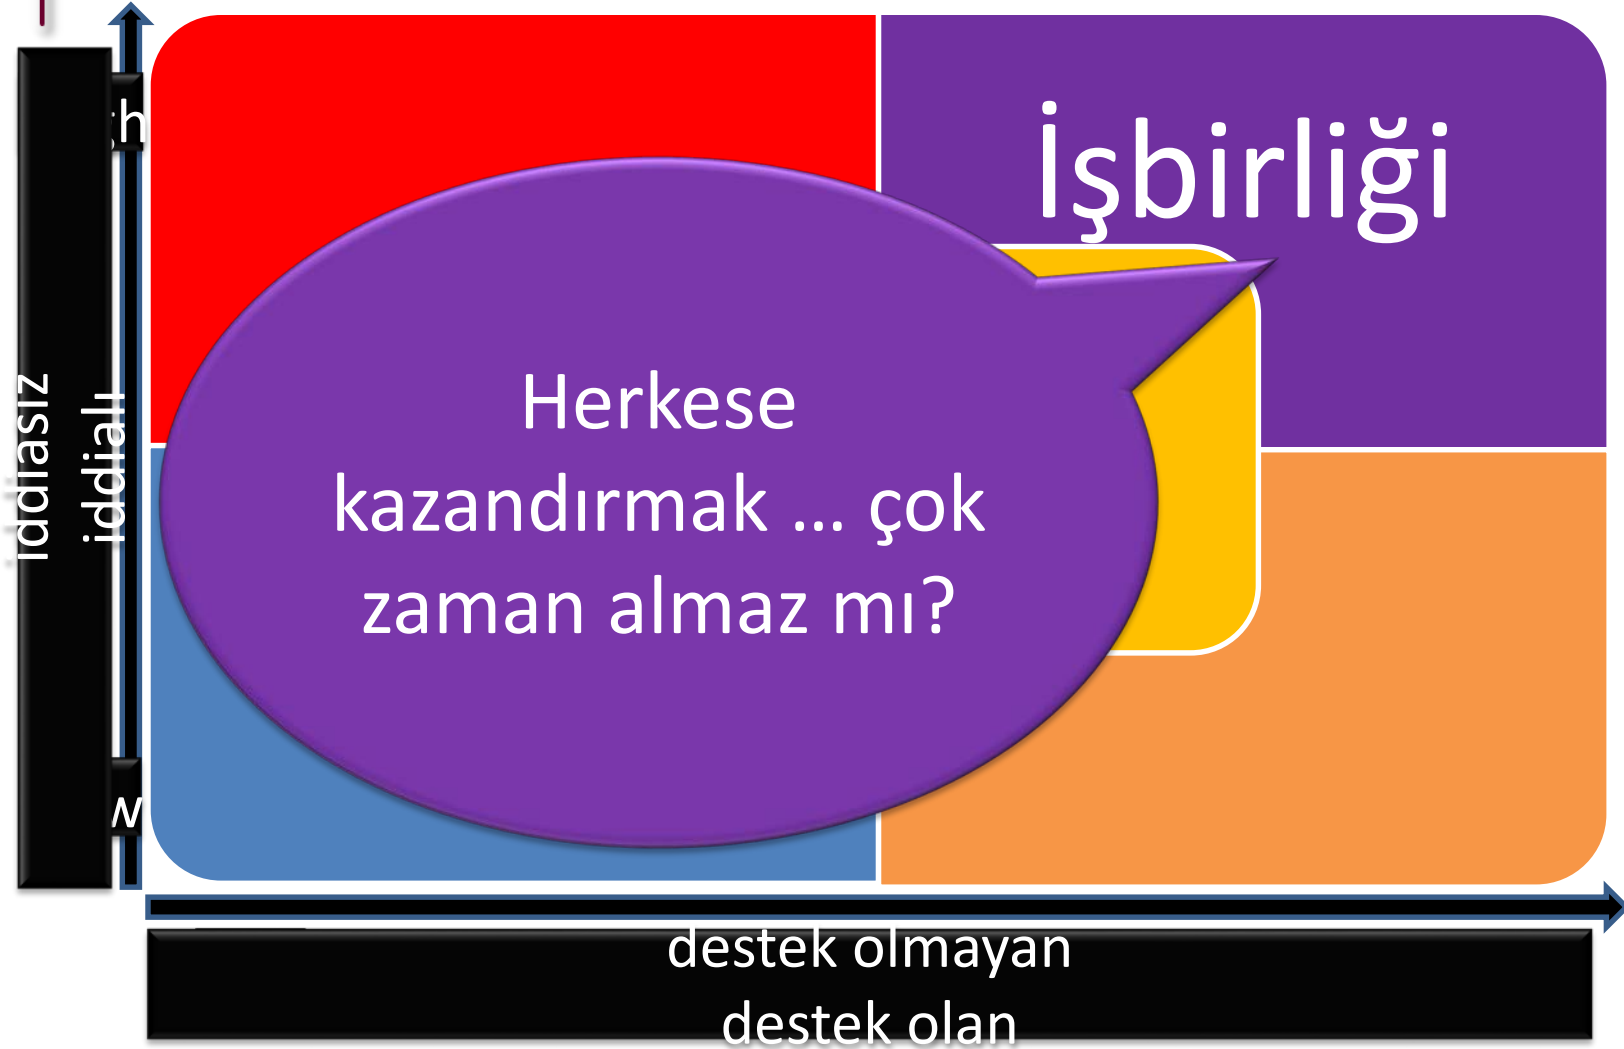 İşbirliği
Herkese
kazandırmak ... çok
zaman almaz mı?
iddiasız
iddialı
destek olmayan
destek olan